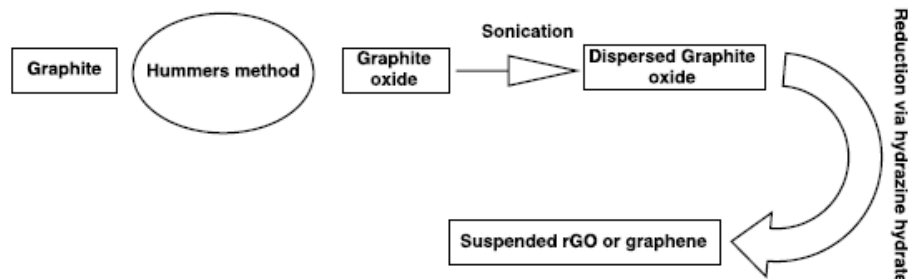 Graphite
Hummers method
Graphite
oxide
Sonication
Dispersed Graphite
oxide
Reduction via hydrazine hydrate
Suspended rGO or graphene